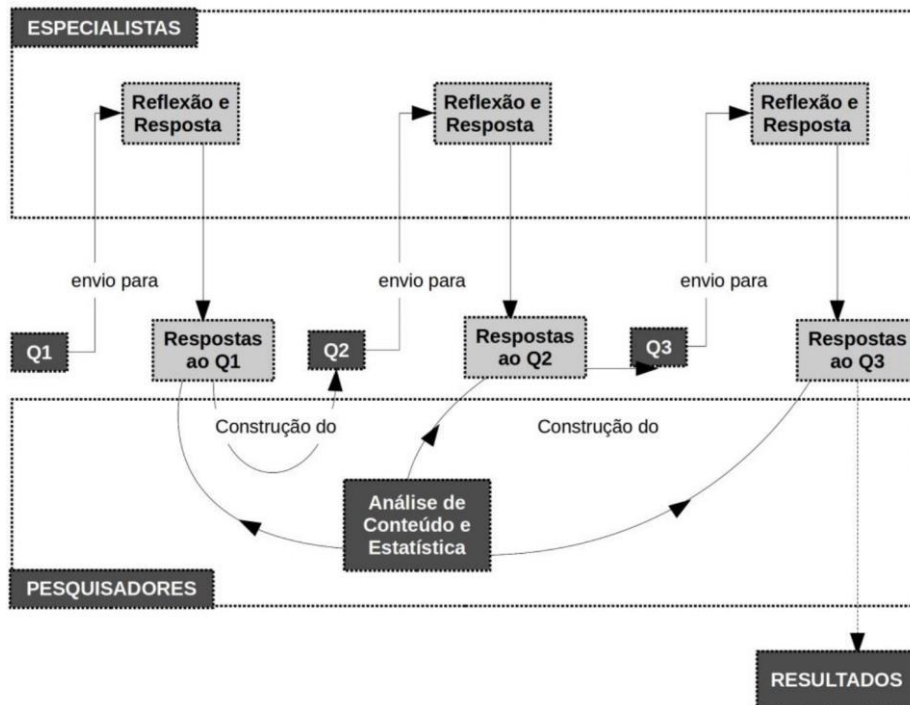 ESPECIALISTAS
Reflexão e
Resposta
Reflexão e
Resposta
Reflexão e
Resposta
envio para
envio para
envio para
Q1
Respostas
ao Q1
Q2
Respostas
ao Q2
Q3
Respostas
ao Q3
Construção do
Construção do
Análise de
Conteúdo e
Estatística
PESQUISADORES
RESULTADOS